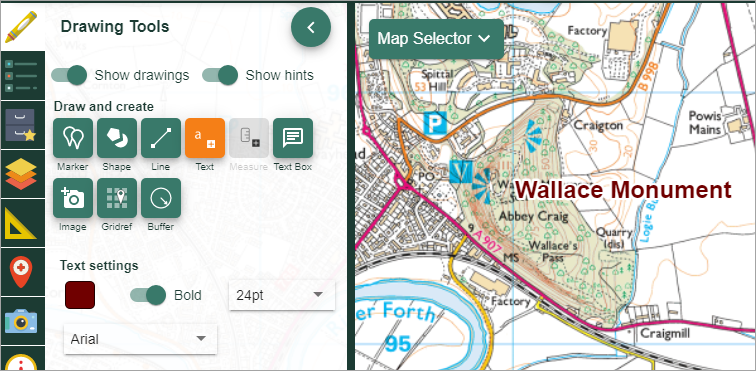 Drawing Tools
Show drawings
Show hints
Draw and create
Marker
Shape
Line
a
Text
Measure
Text Box
Image
Gridref
Buffer
Text settings
Bold
24pt
Arial
Map Selector
Factory
B 998
Spittal
Hill
53
P
Craigton
Powis
Mains
PO
V
Wallace Monument
Abbey Craig
Logie Bu
Quarry
(dis)
Wallace's
Pass
9
A 907
MS
Factory
er Forth
95
Craigmill